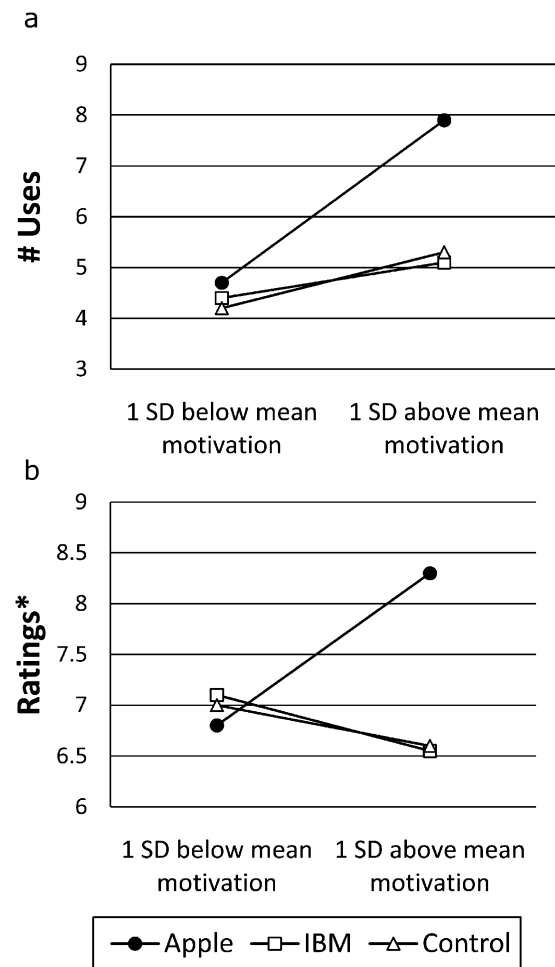 a
9
8
7
6
5
4
3
# Uses
1 SD below mean motivation
1 SD above mean motivation
b
9
8.5
8
7.5
7
6.5
6
Ratings*
1 SD below mean motivation
1 SD above mean motivation
Apple IBM Control